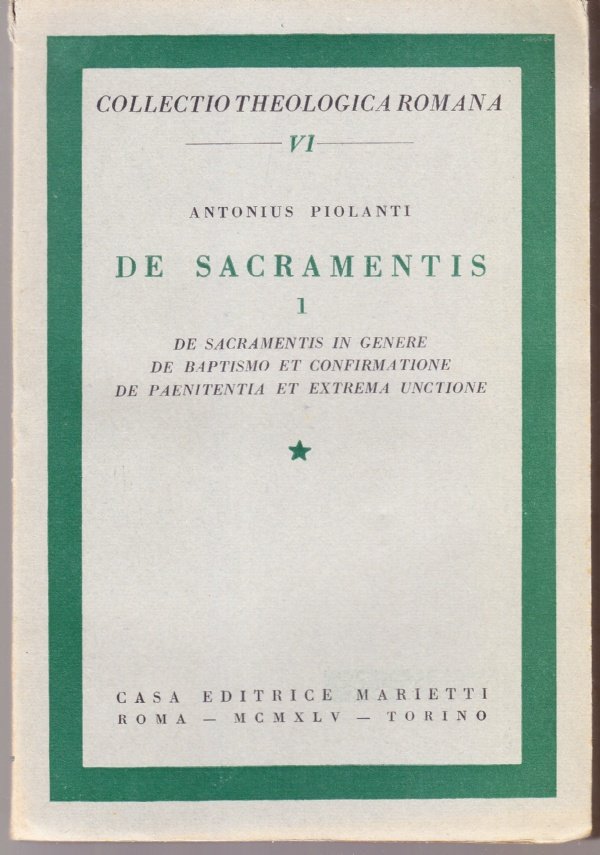 COLLECTIO THEOLOGICA ROMANA
VI
ANTONIUS PIOLANTI
DE SACRAMENTIS
1
DE SACRAMENTIS IN GENERE
DE BAPTISMO ET CONFIRMATIONE
DE PAENITENTIA ET EXTREMA UNCTIONE
CASA EDITRICE MARIETTI
ROMA — MCMXLV — TORINO